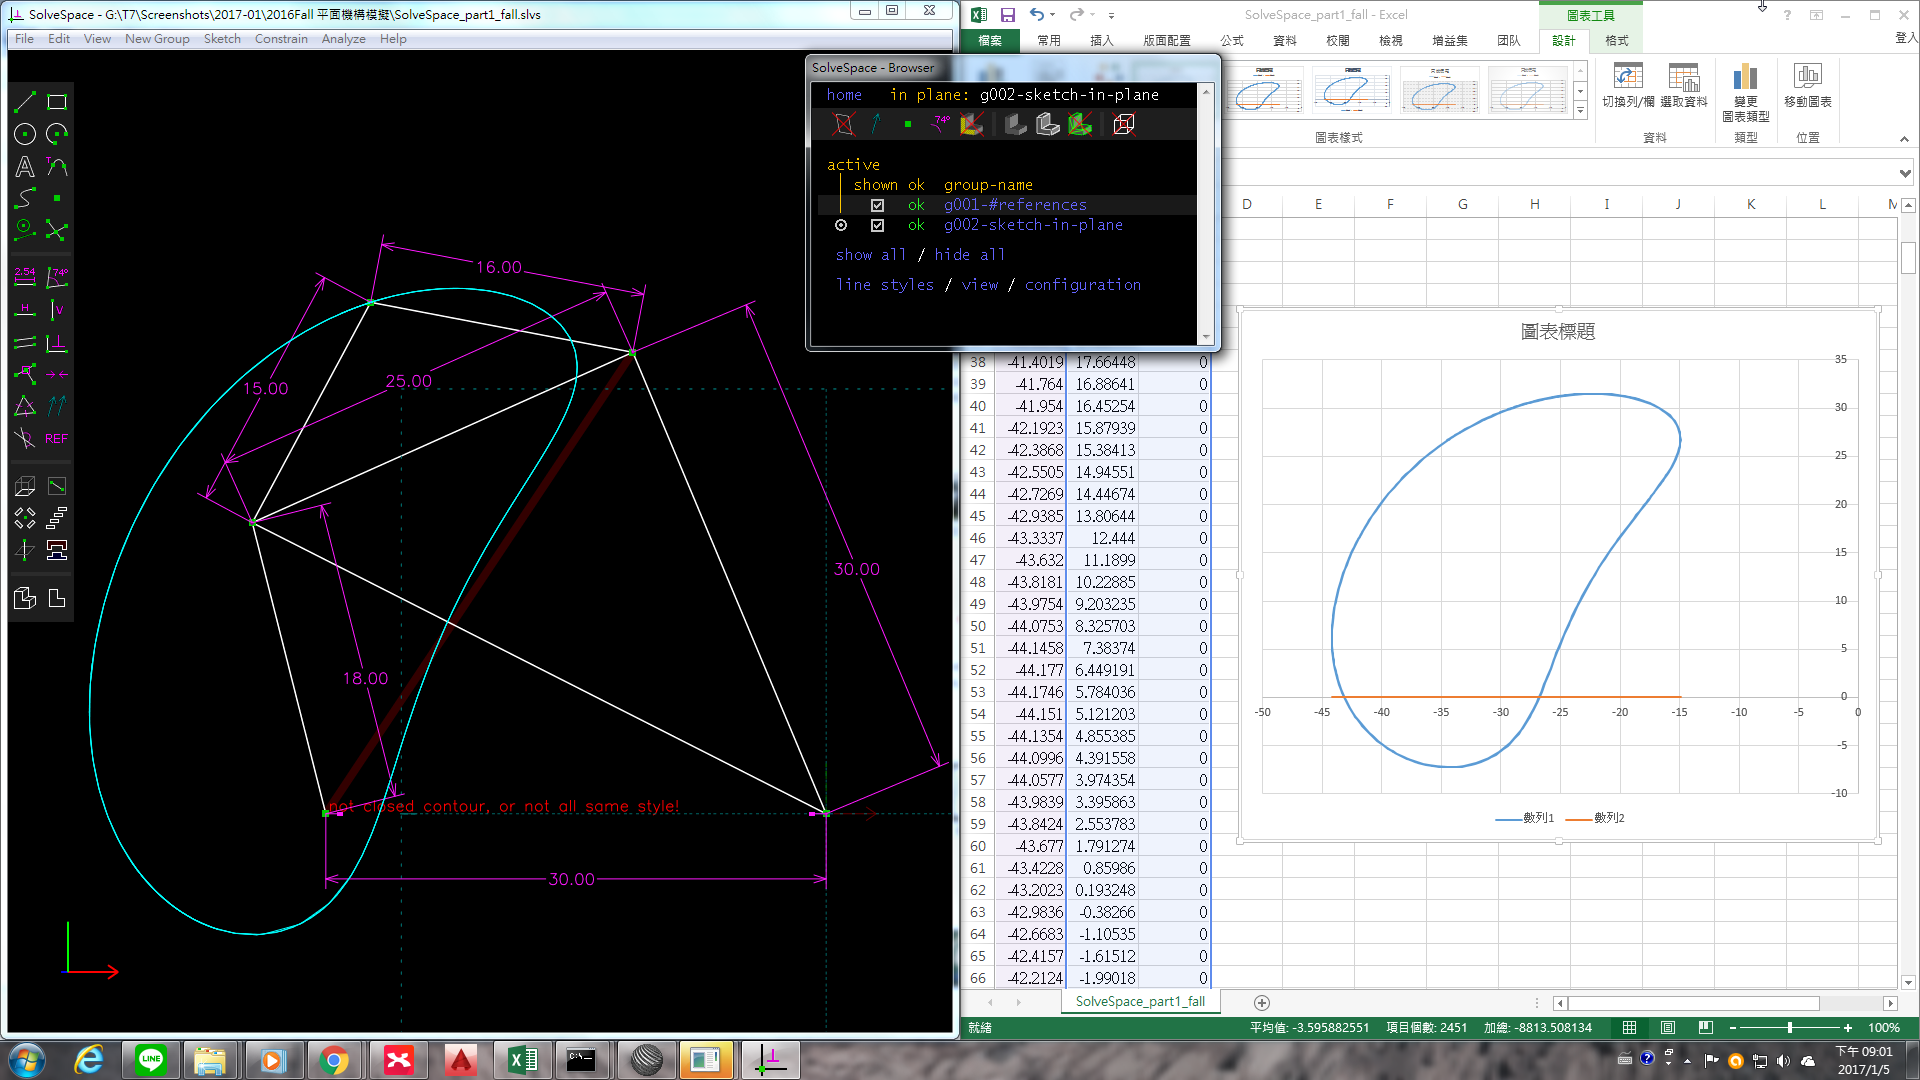 SolveSpace - G:\T7\Screenshots\2017-01\2016Fall 平面機構模擬\SolveSpace_part1_fall.slvs
File Edit View New Group Sketch Constrain Analyze Help
SolveSpace - Browser
home in plane: g002-sketch-in-plane
active
shown ok group-name
ok g001-#references
ok g002-sketch-in-plane
show all / hide all
line styles / view / configuration
16.00
25.00
15.00
30.00
18.00
not closed contour, or not all same style!
30.00
2.54
74°
H
V
REF
SolveSpace_part1_fall - Excel
圖表工具
登入
檔案 常用 插入 版面配置 公式 資料 校閱 檢視 增益集 團队 設計 格式
切換列/欄 選取資料 變更 圖表類型 移動圖表
圖表樣式 資料 類型 位置
D E F G H I J K L M
38 -41.4019 17.66448 0
39 -41.764 16.88641 0
40 -41.954 16.45254 0
41 -42.1923 15.87939 0
42 -42.3868 15.38413 0
43 -42.5505 14.94551 0
44 -42.7269 14.44674 0
45 -42.9385 13.80644 0
46 -43.3337 12.444 0
47 -43.632 11.1899 0
48 -43.8181 10.22885 0
49 -43.9754 9.203235 0
50 -44.0753 8.325703 0
51 -44.1458 7.38374 0
52 -44.177 6.449191 0
53 -44.1746 5.784036 0
54 -44.151 5.121203 0
55 -44.1354 4.855385 0
56 -44.0996 4.391558 0
57 -44.0577 3.974354 0
58 -43.9839 3.395863 0
59 -43.8424 2.553783 0
60 -43.677 1.791274 0
61 -43.4228 0.85986 0
62 -43.2023 0.193248 0
63 -42.9836 -0.38266 0
64 -42.6683 -1.10535 0
65 -42.4157 -1.61512 0
66 -42.2124 -1.99018 0
圖表標題
35
30
25
20
15
10
5
0
-5
-10
-50 -45 -40 -35 -30 -25 -20 -15 -10 -5 0
數列1 數列2
SolveSpace_part1_fall
就緒 平均值: -3.595882551 項目個數: 2451 加總: -8813.508134 100%
LINE
下午 09:01
2017/1/5